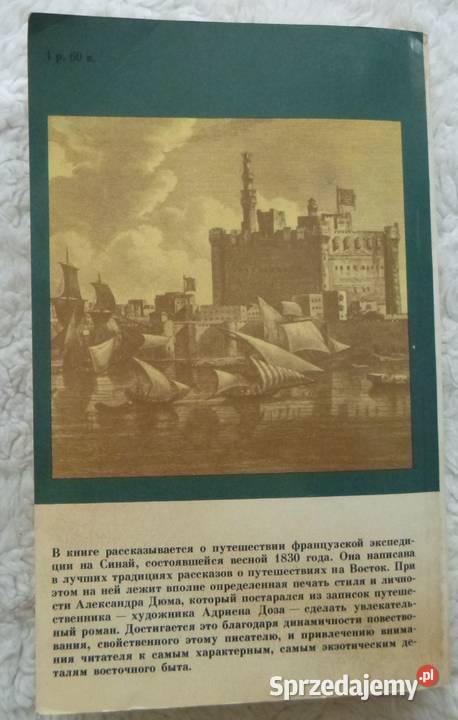 1 р. 60 к.
В книге рассказывается о путешествии французской экспеди-
ции на Синай, состоявшейся весной 1830 года. Она написана
в лучших традициях рассказов о путешествиях на Восток. При
этом на ней лежит вполне определенная печать стиля и лично-
сти Александра Дюма, который постарался из записок путеше-
ственника — художника Адриена Доза — сделать увлекатель-
ный роман. Достигается это благодаря динамичности повество-
вания, свойственного этому писателю, и привлечению внима-
ния читателя к самым характерным, самым экзотическим де-
талям восточного быта.
Sprzedajemy.pl